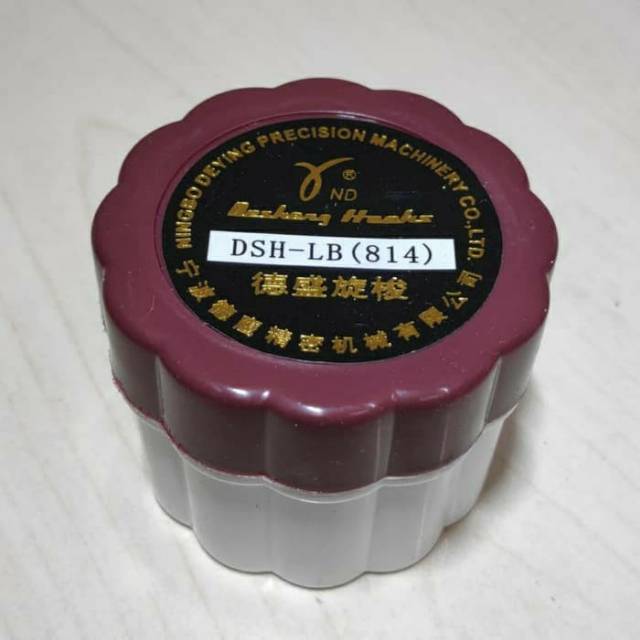 NINGBO DEYING PRECISION MACHINERY CO., LTD.
®
ND
Desheng Hooks
DSH-LB(814)
德盛旋梭
宁波德鹰精密机械有限公司